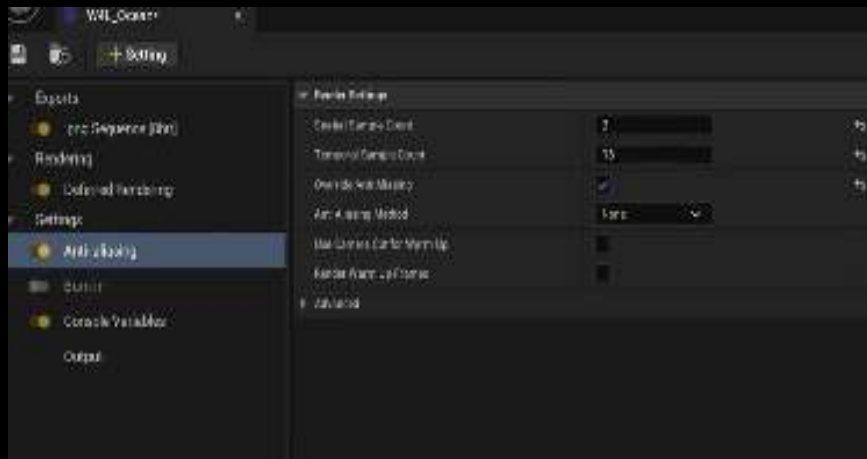 + Setting
Exports
.png Sequence [8bit]
Rendering
Deferred Rendering
Settings
Anti-aliasing
Burn In
Console Variables
Output
Render Settings
Spatial Sample Count
Temporal Sample Count
Override Anti Aliasing
Anti Aliasing Method
None
Use Camera Cut for Warm Up
Render Warm Up Frames
Advanced